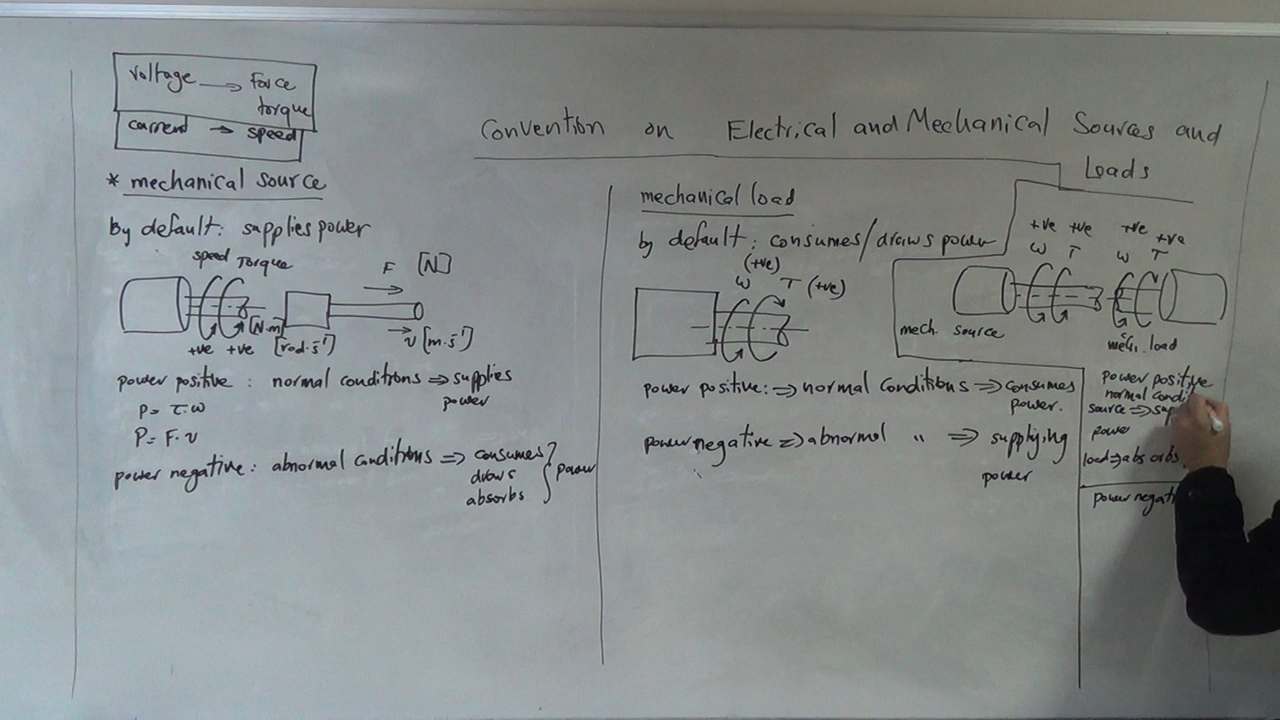 voltage → Force
torque
current → speed
Convention on Electrical and Mechanical Sources and
Loads
* mechanical source
by default: supplies power
speed Torque
F [N]
[N.m]
+ve +ve [rad.s⁻¹]
v [m.s⁻¹]
power positive : normal conditions ⇒ supplies
power
P = τ.ω
P = F.v
power negative : abnormal conditions ⇒ consumes
draws
absorbs
} power
mechanical load
by default: consumes/draws power
(+ve)
ω T (+ve)
power positive: ⇒ normal conditions ⇒ consumes
power.
power negative ⇒ abnormal " ⇒ supplying
power
+ve +ve +ve +ve
ω T ω T
mech. source
mech. load
power positive
normal condi
source ⇒ sup
power
load ⇒ absorbs
power negati